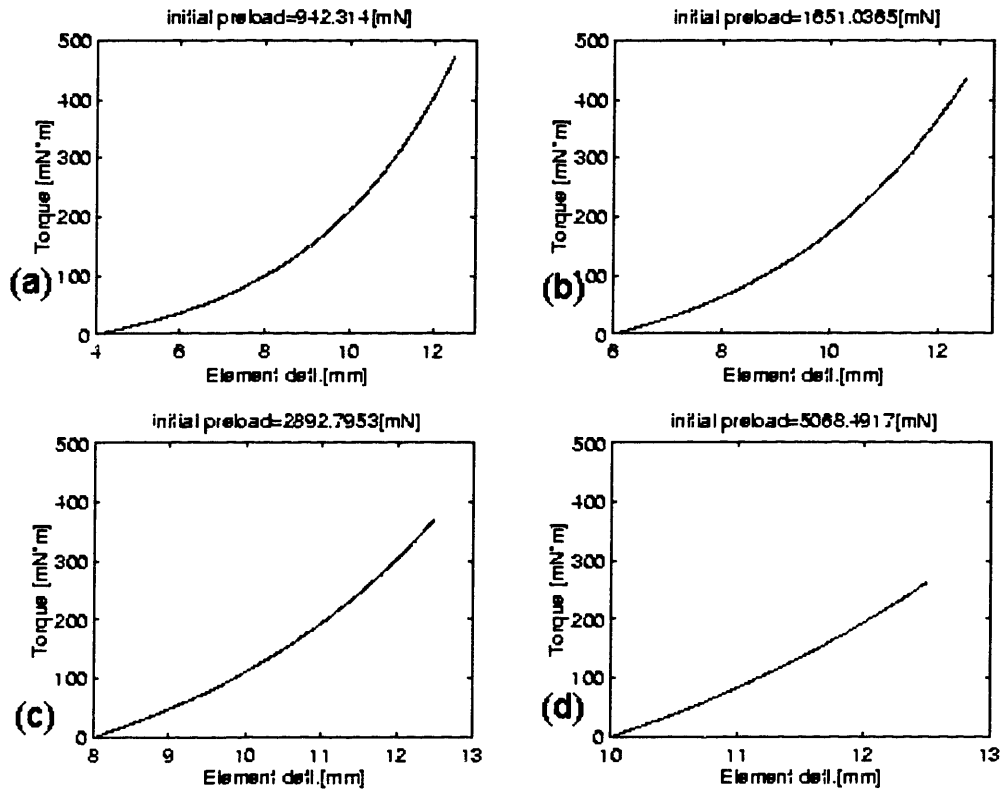 initial preload=942.314[mN]
500
400
300
200
100
0
Torque [mN*m]
(a)
4 6 8 10 12
Element defl.[mm]
initial preload=1651.0365[mN]
500
400
300
200
100
0
Torque [mN*m]
(b)
6 8 10 12
Element defl.[mm]
initial preload=2892.7953[mN]
500
400
300
200
100
0
Torque [mN*m]
(c)
8 9 10 11 12 13
Element defl.[mm]
initial preload=5068.4917[mN]
500
400
300
200
100
0
Torque [mN*m]
(d)
10 11 12 13
Element defl.[mm]